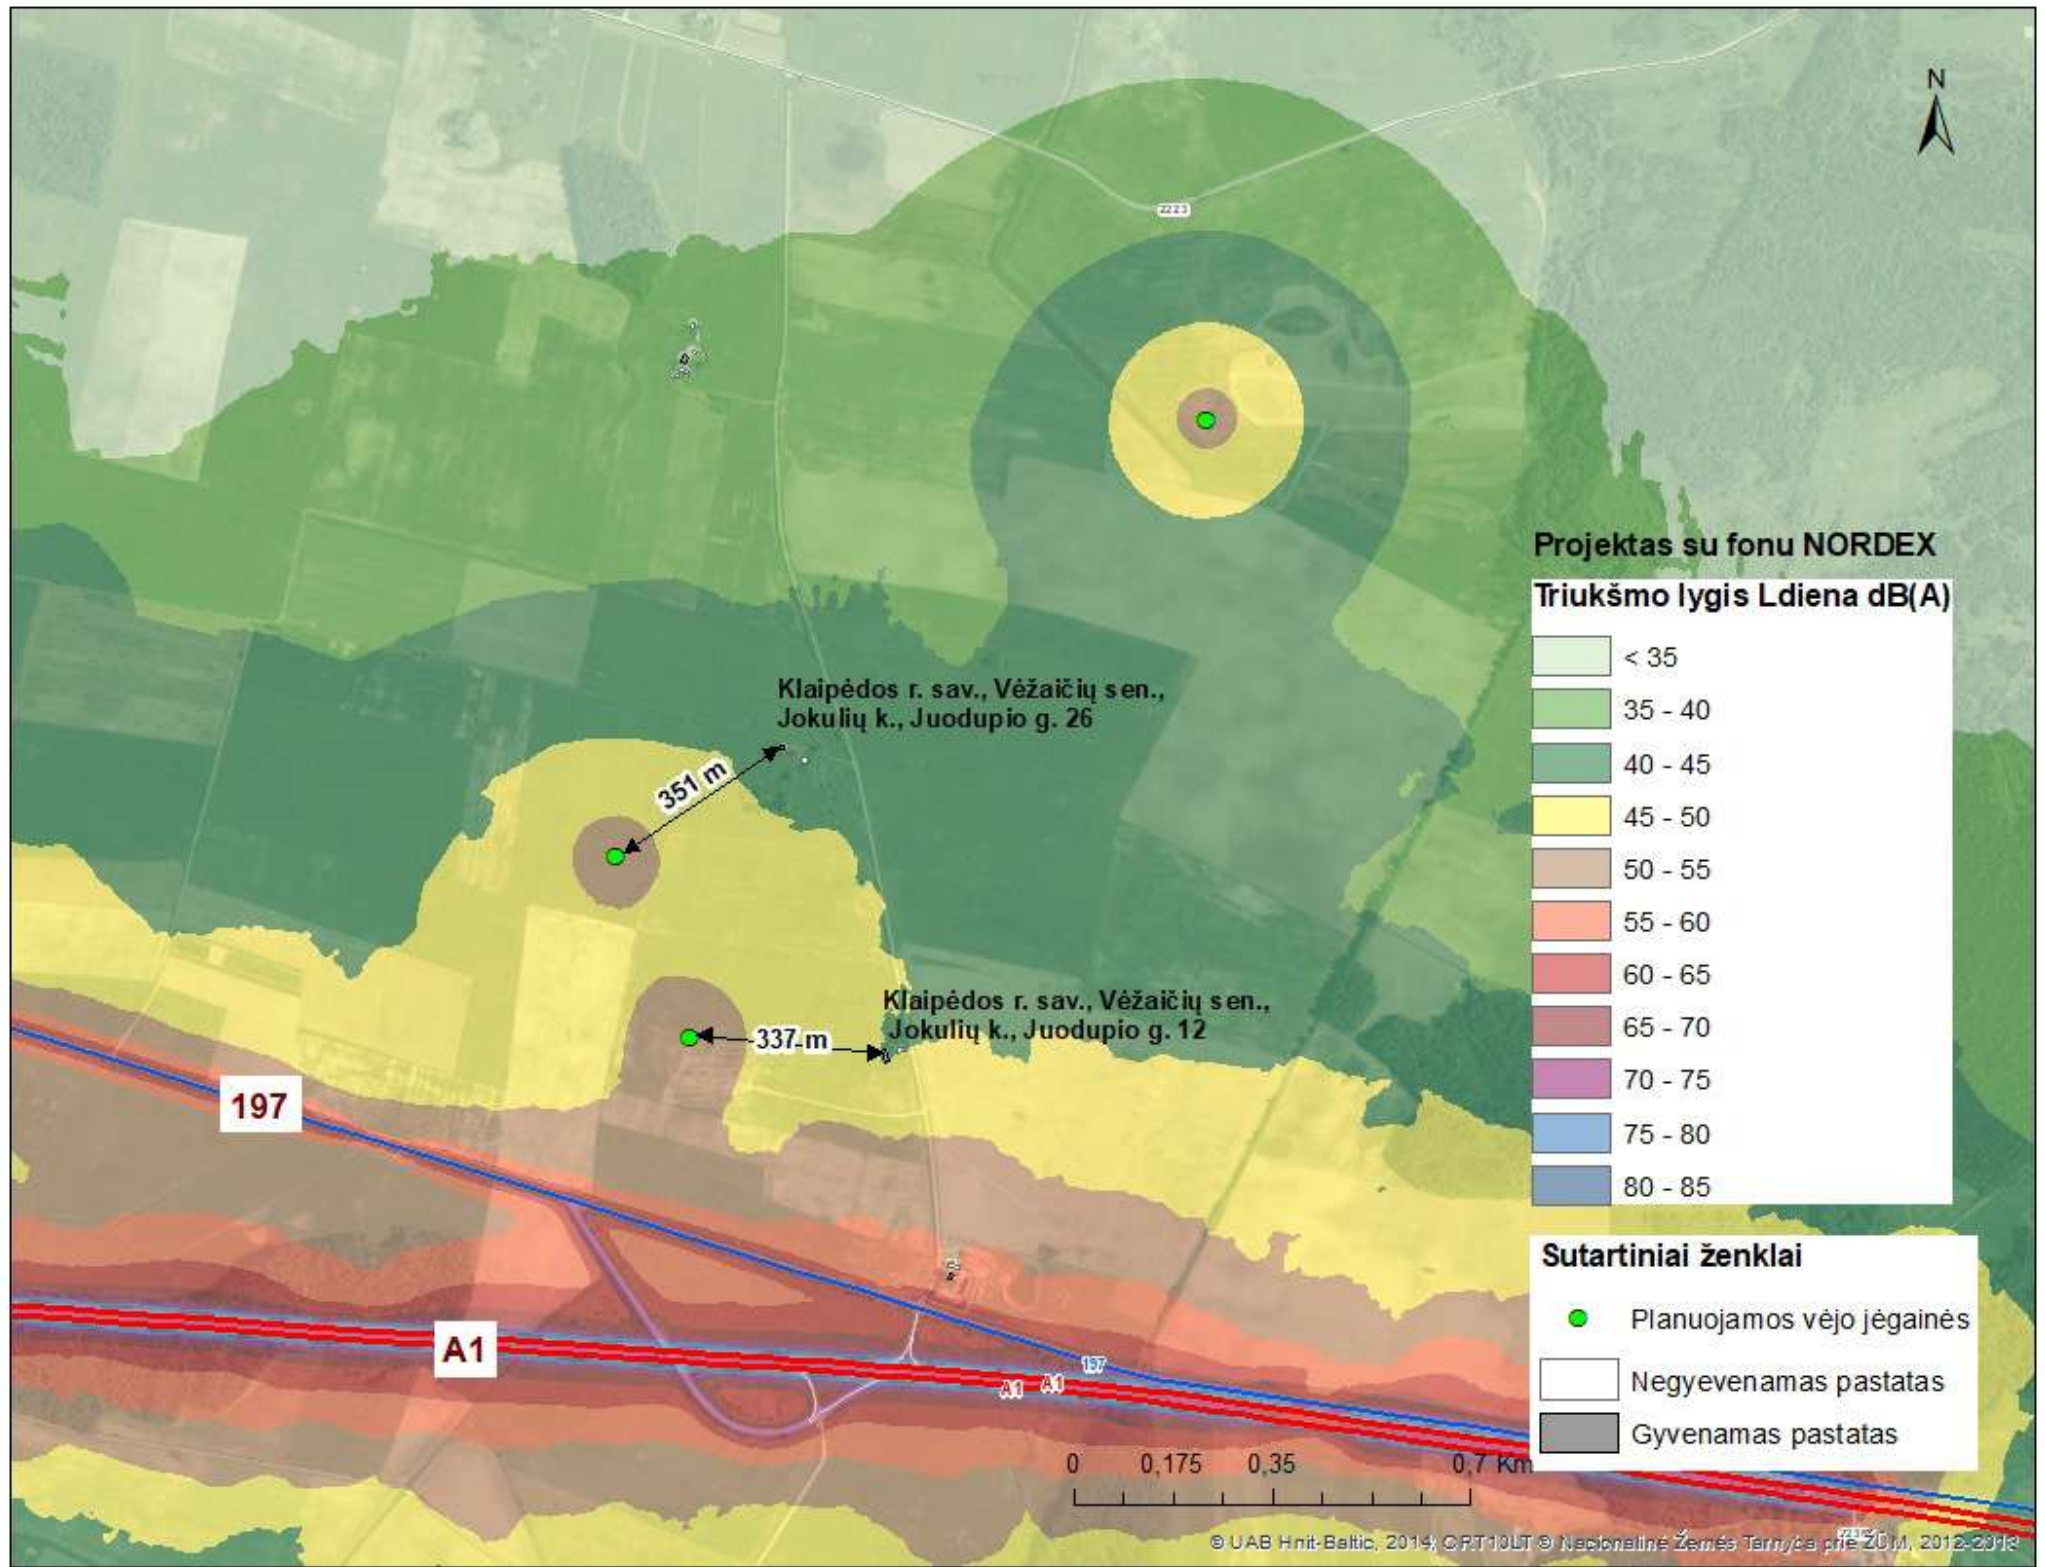 N
2223
Projektas su fonu NORDEX
Triukšmo lygis Ldiena dB(A)
< 35
35 - 40
40 - 45
45 - 50
50 - 55
55 - 60
60 - 65
65 - 70
70 - 75
75 - 80
80 - 85
Klaipėdos r. sav., Vėžaičių sen.,
Jokulių k., Juodupio g. 26
351 m
Klaipėdos r. sav., Vėžaičių sen.,
Jokulių k., Juodupio g. 12
337 m
197
A1
197
A1 A1
Sutartiniai ženklai
Planuojamos vėjo jėgainės
Negyevenamas pastatas
Gyvenamas pastatas
0 0,175 0,35 0,7 Km
© UAB Hnit-Baltic, 2014; GRT10LT © Nacionalinė Žemės Tarnyba prie ŽŪM, 2012-2013